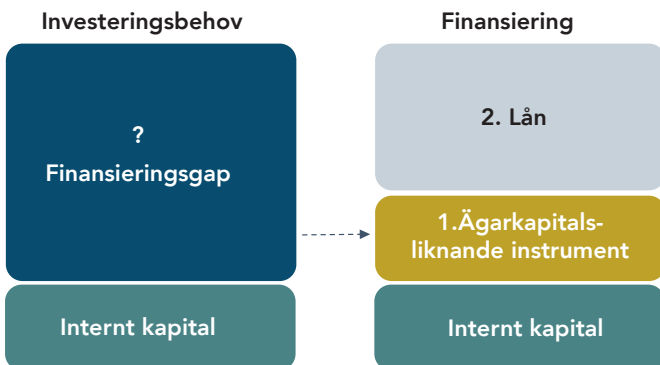 Investeringsbehov
Finansiering
?
Finansieringsgap
2. Lån
1.Ägarkapitals-
liknande instrument
Internt kapital
Internt kapital